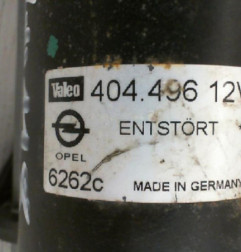 Valeo 404.496 12V
ENTSTÖRT
OPEL
6262c MADE IN GERMANY